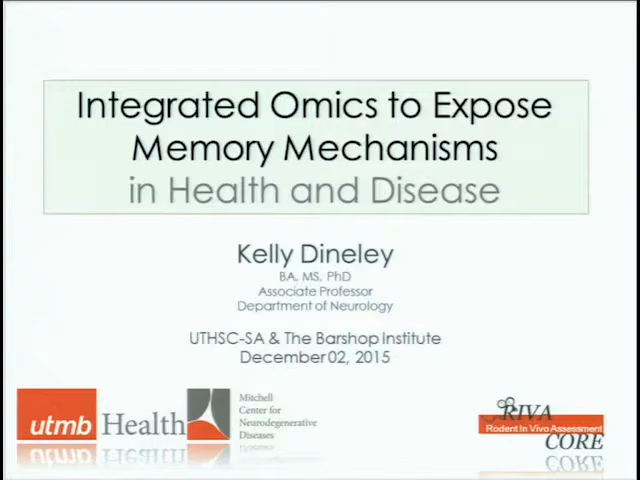 Integrated Omics to Expose
Memory Mechanisms
in Health and Disease
Kelly Dineley
BA, MS, PhD
Associate Professor
Department of Neurology
UTHSC-SA & The Barshop Institute
December 02, 2015
utmb Health
Mitchell
Center for
Neurodegenerative
Diseases
RIVA
Rodent In Vivo Assessment
CORE